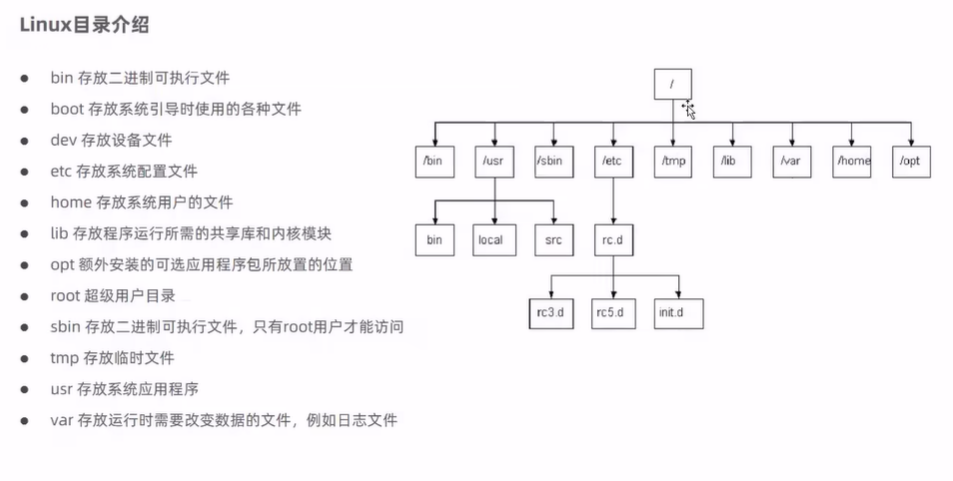 Linux目录介绍
bin 存放二进制可执行文件
boot 存放系统引导时使用的各种文件
dev 存放设备文件
etc 存放系统配置文件
home 存放系统用户的文件
lib 存放程序运行所需的共享库和内核模块
opt 额外安装的可选应用程序包所放置的位置
root 超级用户目录
sbin 存放二进制可执行文件，只有root用户才能访问
tmp 存放临时文件
usr 存放系统应用程序
var 存放运行时需要改变数据的文件，例如日志文件
/
/bin /usr /sbin /etc /tmp /lib /var /home /opt
bin local src rc.d
rc3.d rc5.d init.d